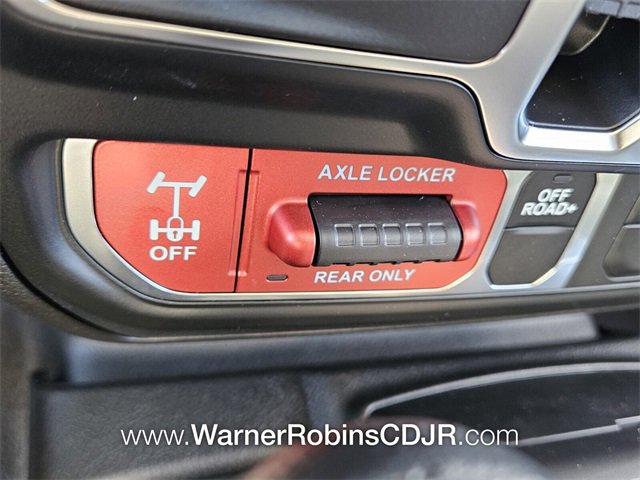 AXLE LOCKER
OFF
REAR ONLY
OFF
ROAD+
www.WarnerRobinsCDJR.com